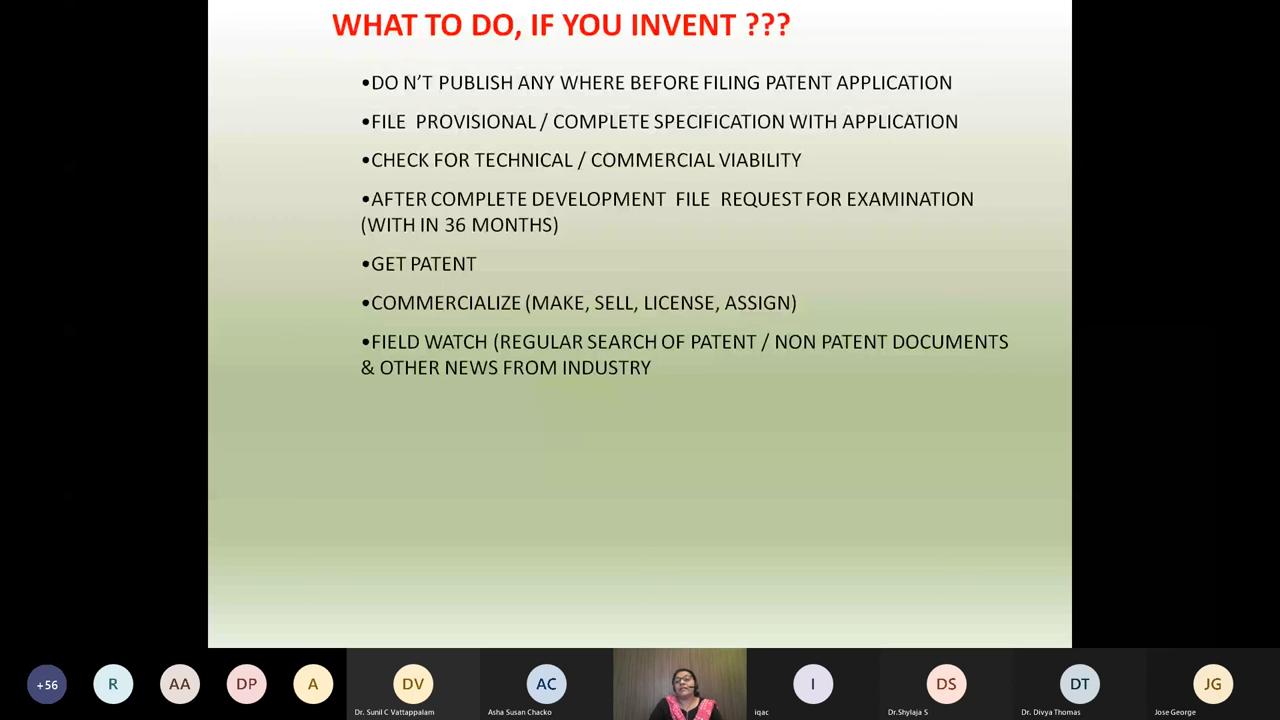 WHAT TO DO, IF YOU INVENT ???
•DO N'T PUBLISH ANY WHERE BEFORE FILING PATENT APPLICATION
•FILE PROVISIONAL / COMPLETE SPECIFICATION WITH APPLICATION
•CHECK FOR TECHNICAL / COMMERCIAL VIABILITY
•AFTER COMPLETE DEVELOPMENT FILE REQUEST FOR EXAMINATION
(WITH IN 36 MONTHS)
•GET PATENT
•COMMERCIALIZE (MAKE, SELL, LICENSE, ASSIGN)
•FIELD WATCH (REGULAR SEARCH OF PATENT / NON PATENT DOCUMENTS
& OTHER NEWS FROM INDUSTRY
+56 R AA DP A DV AC I DS DT JG
Dr. Sunil C Vattappalam Asha Susan Chacko iqac Dr.Shylaja S Dr. Divya Thomas Jose George